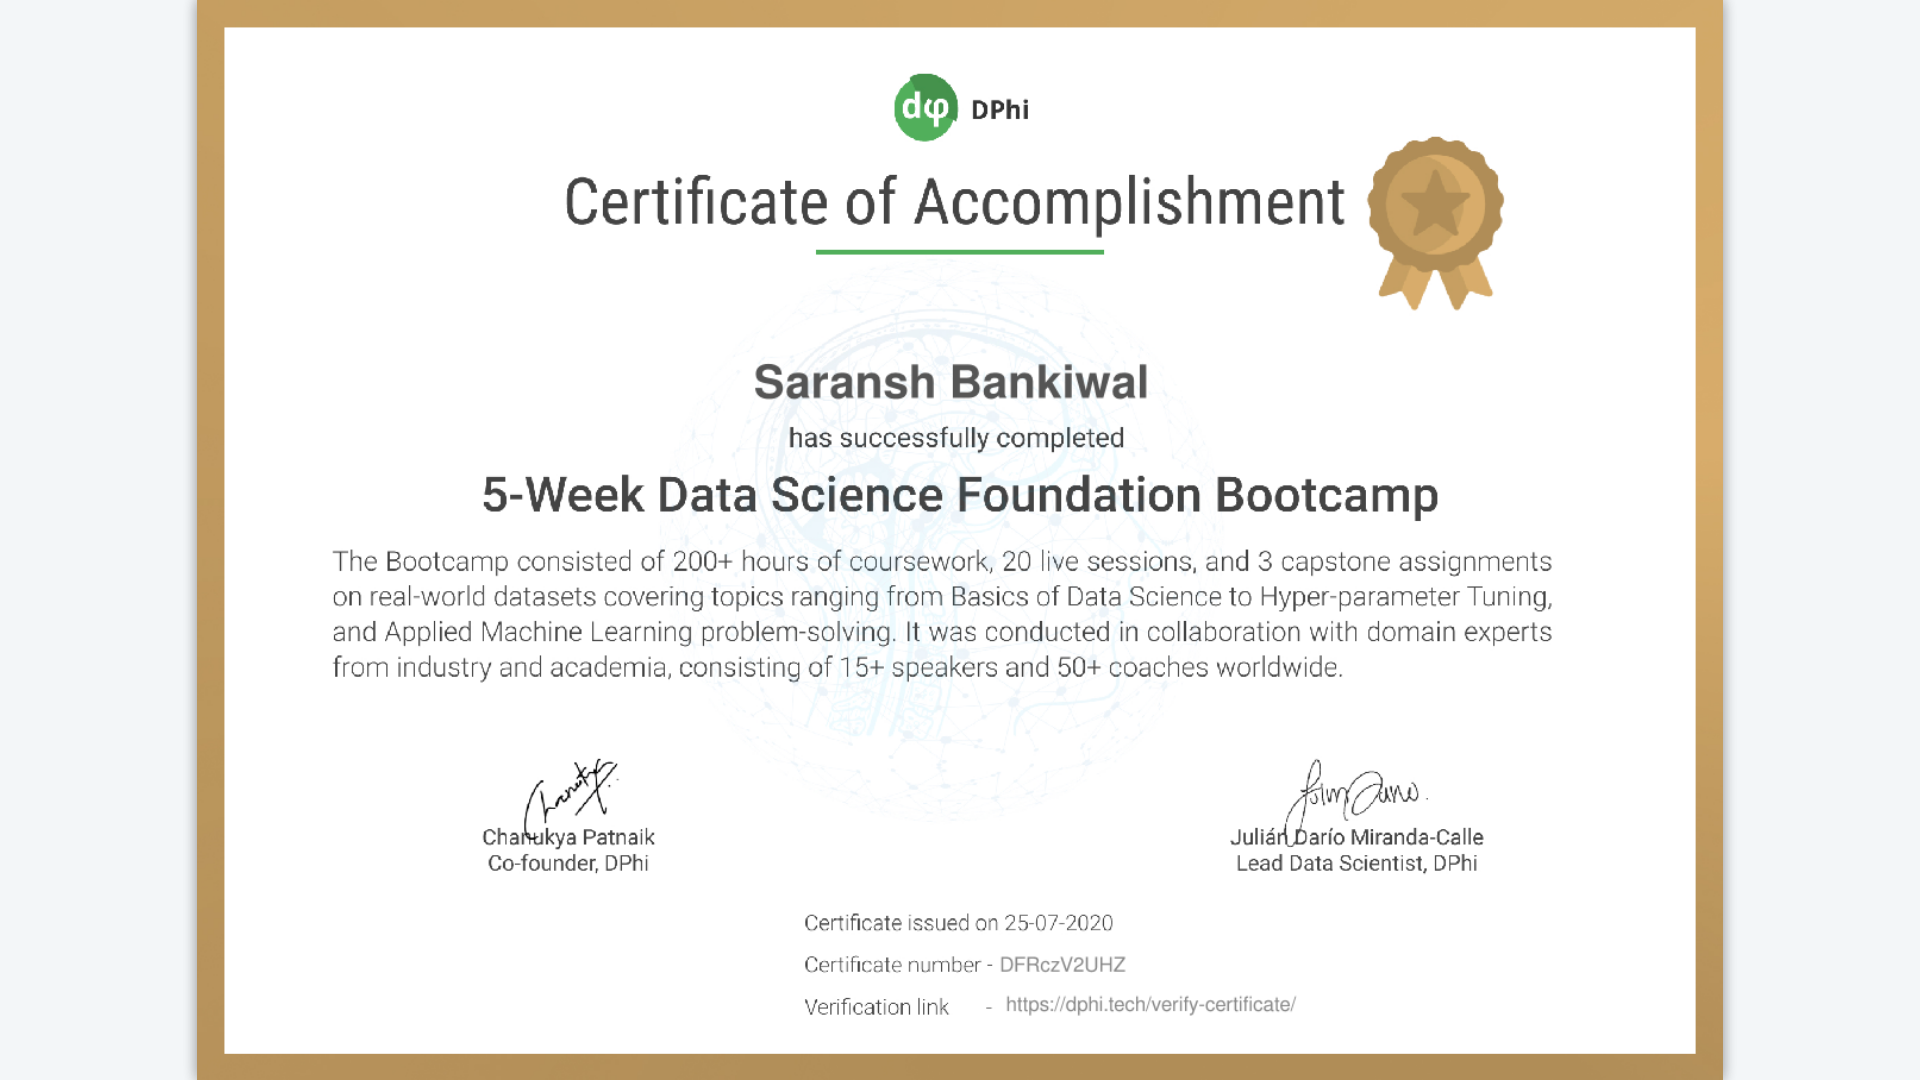 dφ DPhi
Certificate of Accomplishment
Saransh Bankiwal
has successfully completed
5-Week Data Science Foundation Bootcamp
The Bootcamp consisted of 200+ hours of coursework, 20 live sessions, and 3 capstone assignments
on real-world datasets covering topics ranging from Basics of Data Science to Hyper-parameter Tuning,
and Applied Machine Learning problem-solving. It was conducted in collaboration with domain experts
from industry and academia, consisting of 15+ speakers and 50+ coaches worldwide.
Chanukya Patnaik
Co-founder, DPhi
Julián Darío Miranda-Calle
Lead Data Scientist, DPhi
Certificate issued on 25-07-2020
Certificate number - DFRczV2UHZ
Verification link - https://dphi.tech/verify-certificate/